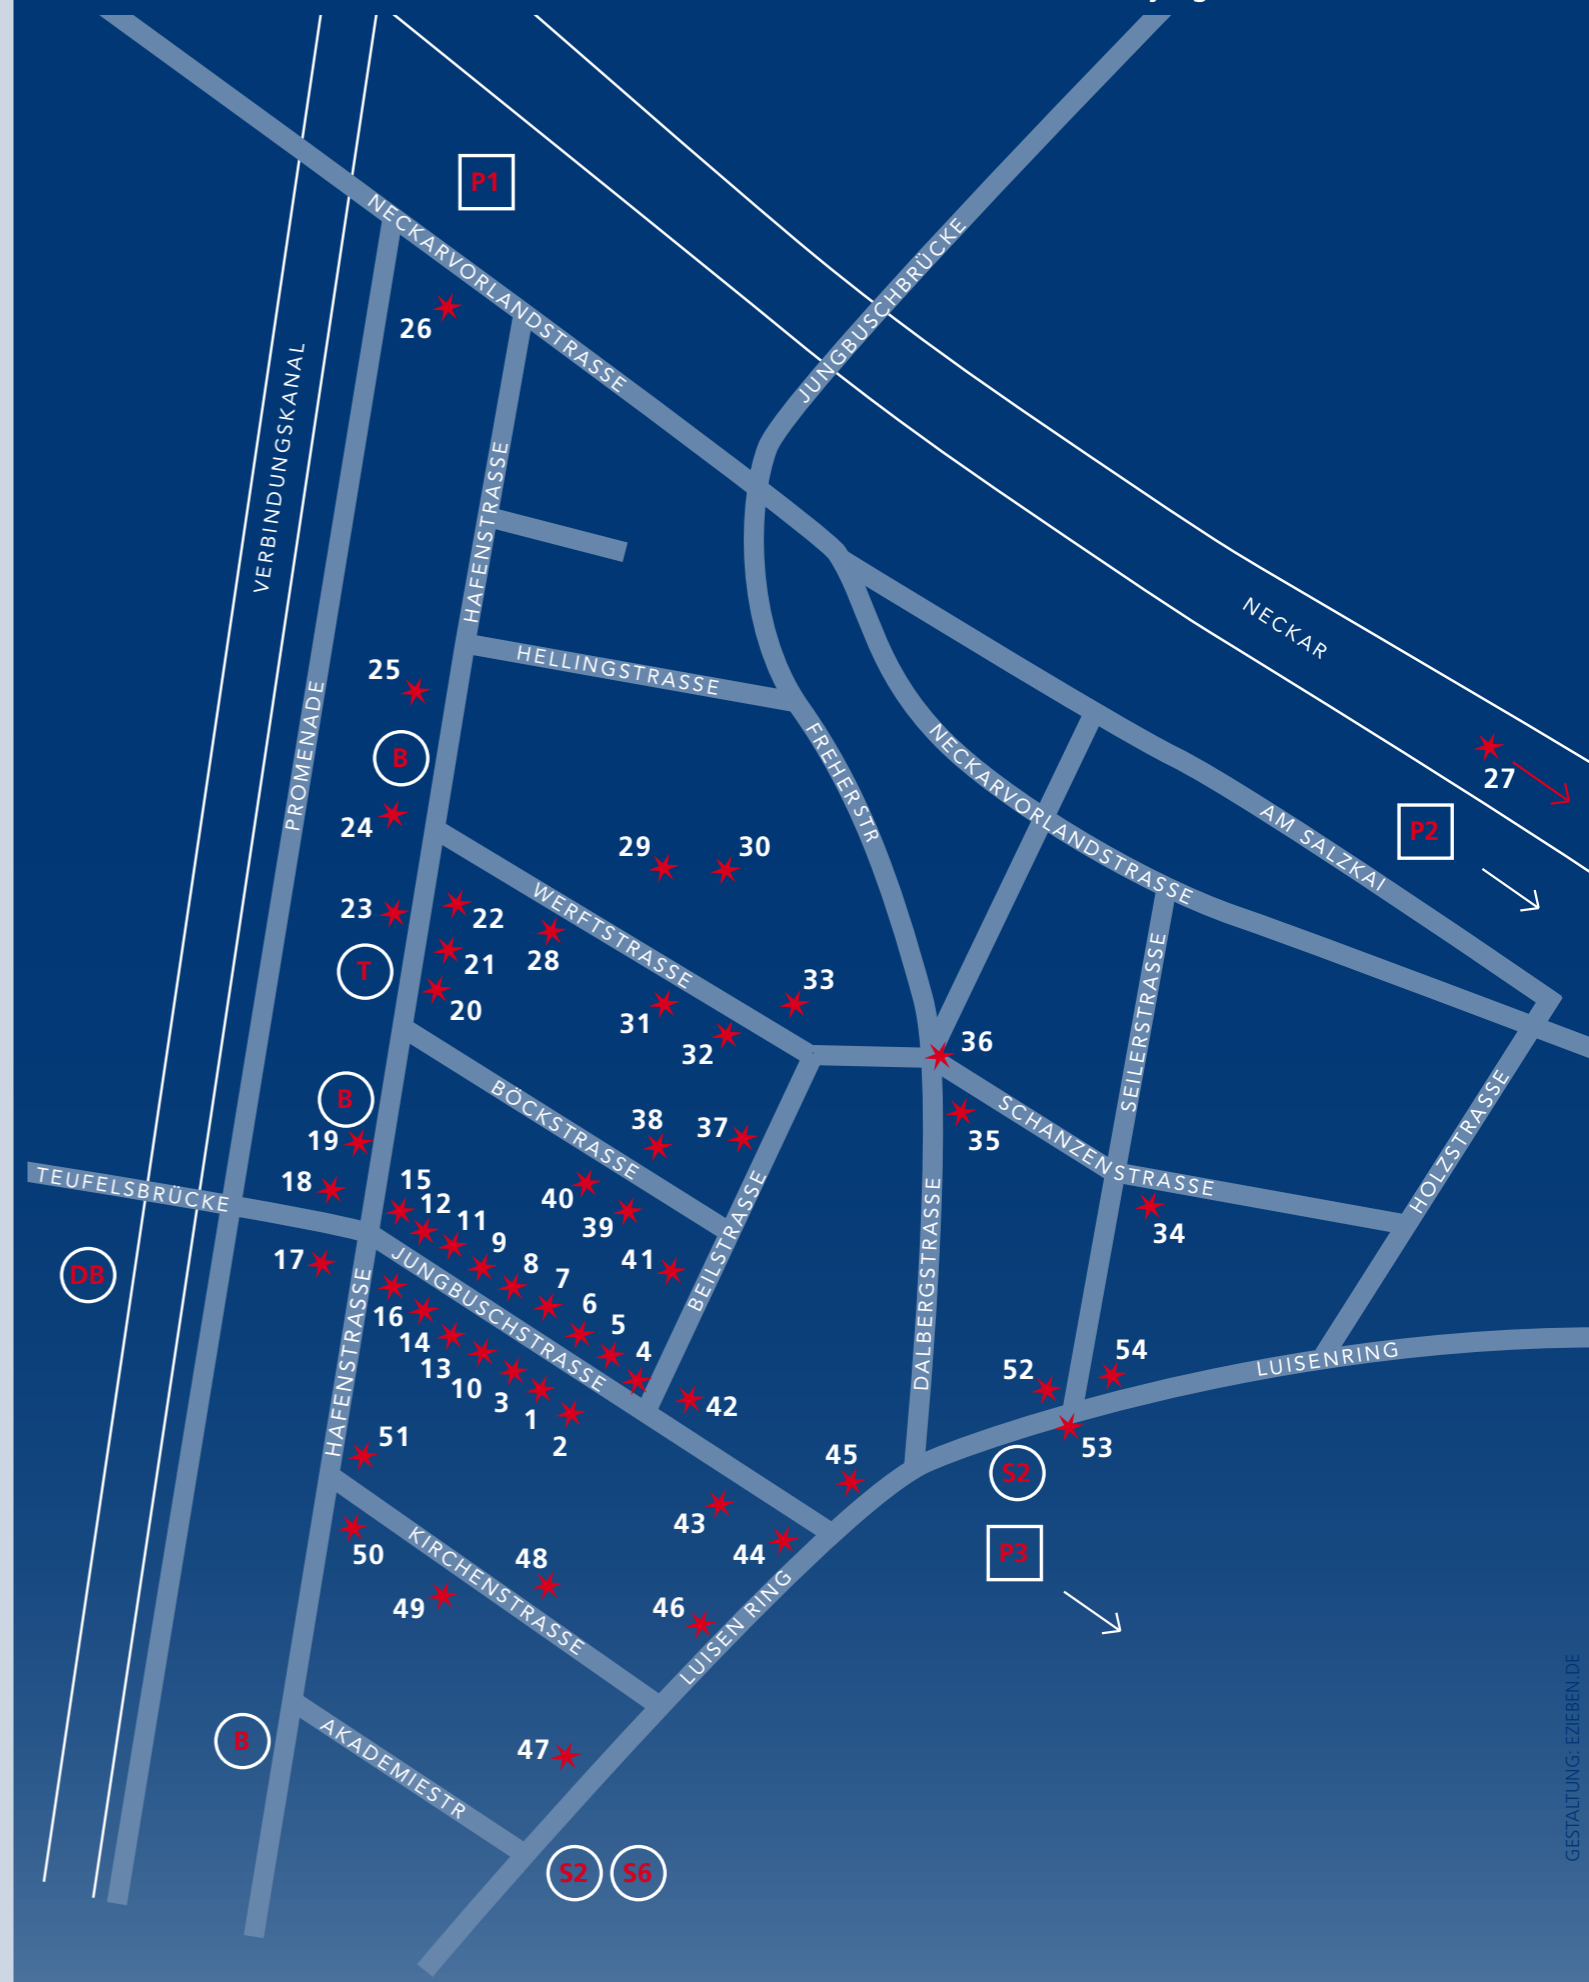 P1
NECKARVORLANDSTRASSE
JUNGBUSCHBRÜCKE
26
VERBINDUNGSKANAL
HAFENSTRASSE
NECKAR
HELLINGSTRASSE
25
PROMENADE
FREHERSTR
NECKARVORLANDSTRASSE
27
B
AM SALZKAI
P2
24
29
30
WERFTSTRASSE
23
22
28
21
T
20
33
31
32
36
SEILERSTRASSE
35
SCHANZENSTRASSE
HOLZSTRASSE
BÖCKSTRASSE
B
38
37
19
TEUFELSBRÜCKE
18
15
12
40
39
11
34
DB
17
9
8
41
BEILSTRASSE
DALBERGSTRASSE
JUNGBUSCHSTRASSE
7
6
5
4
16
14
13
10
3
1
2
HAFENSTRASSE
42
52
54
LUISENRING
53
51
45
S2
43
44
P3
50
KIRCHENSTRASSE
48
49
46
LUISEN RING
B
AKADEMIESTR
47
S2
S6
GESTALTUNG: EZIEBEN.DE